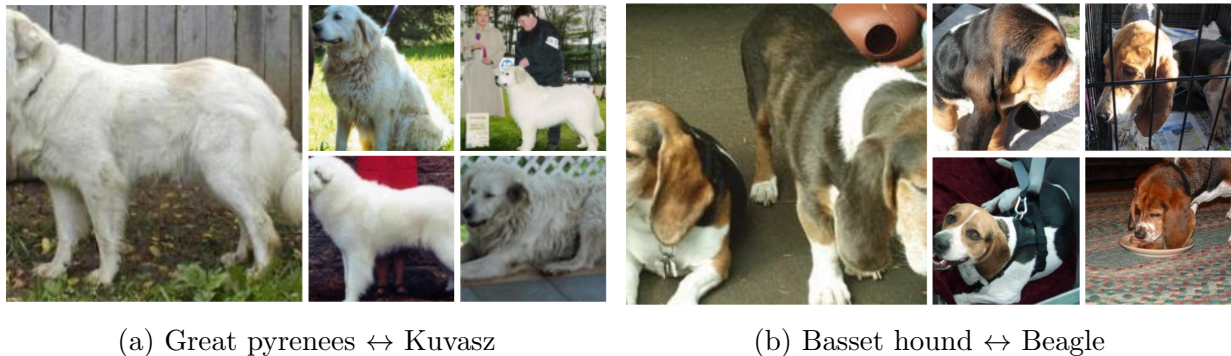 (a) Great pyrenees ↔ Kuvasz
(b) Basset hound ↔ Beagle